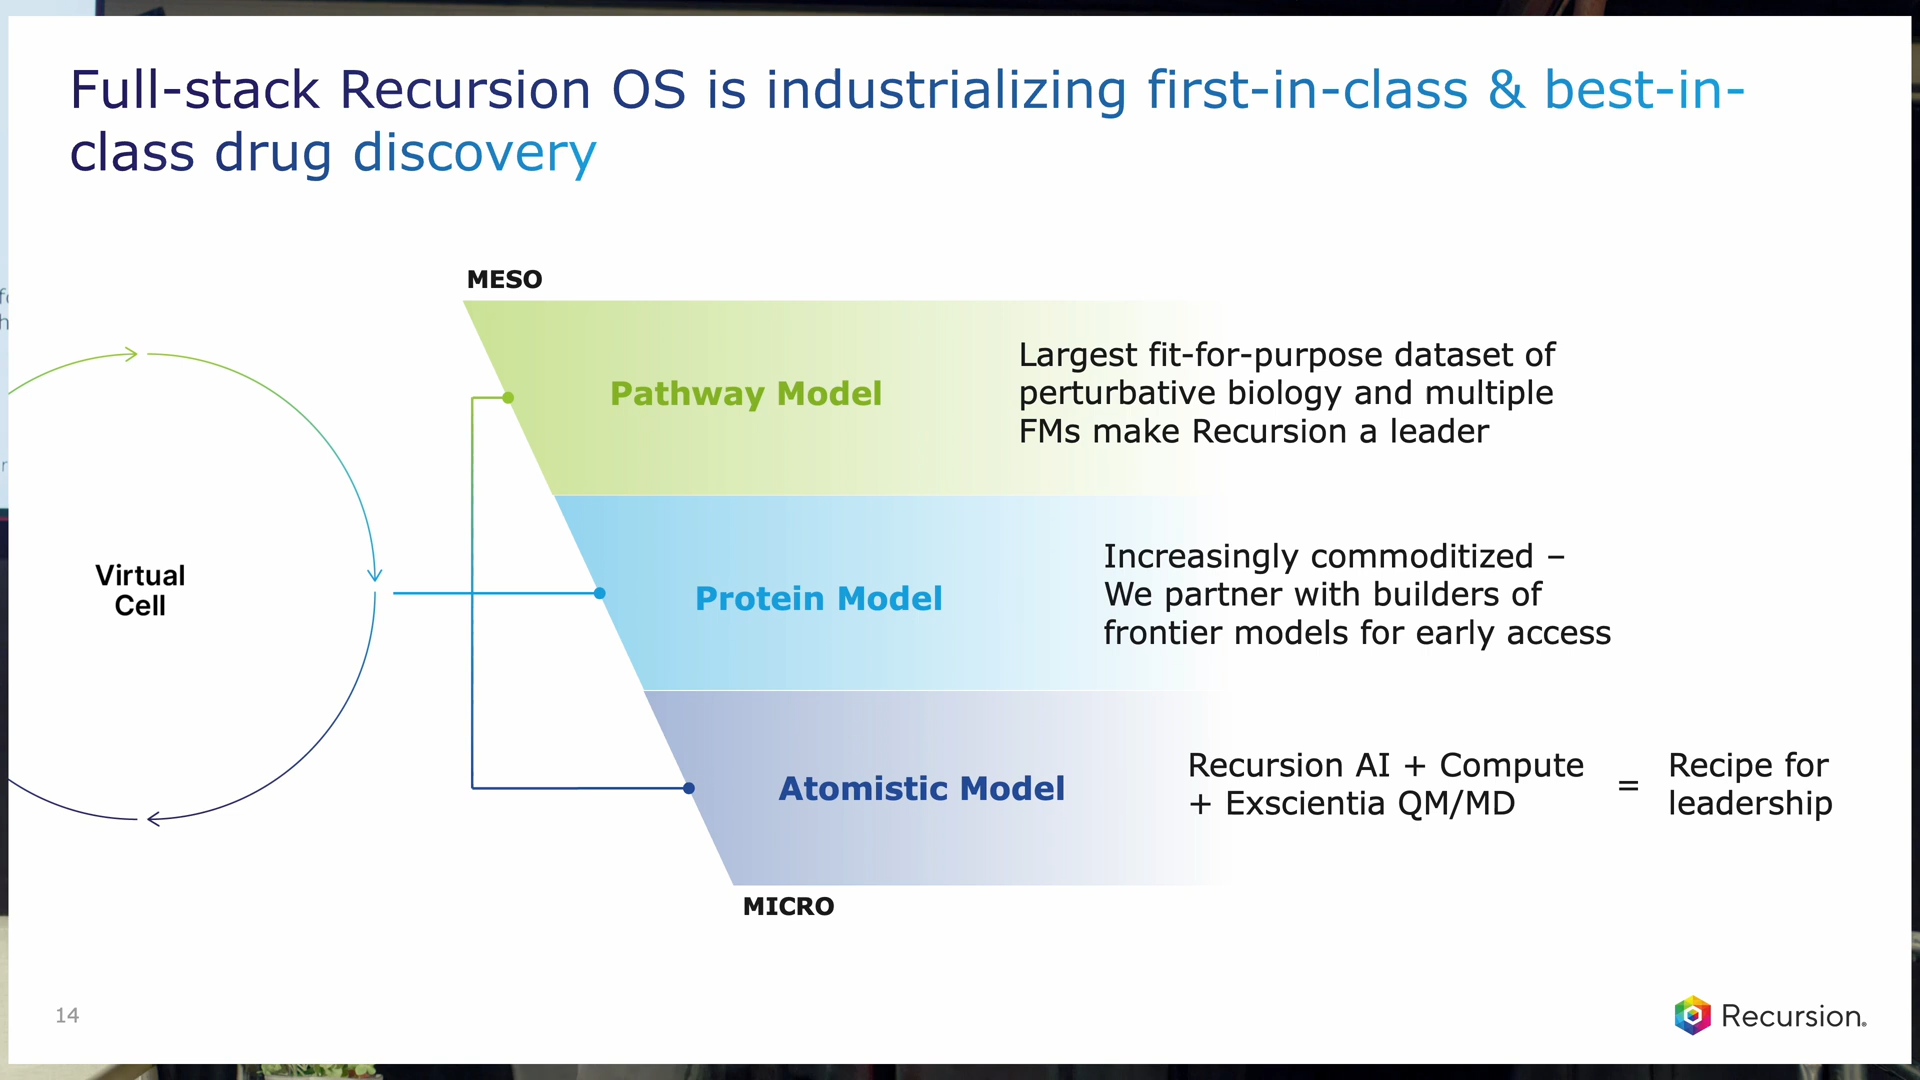 Full-stack Recursion OS is industrializing first-in-class & best-in-
class drug discovery
MESO
Pathway Model
Largest fit-for-purpose dataset of
perturbative biology and multiple
FMs make Recursion a leader
Virtual
Cell
Protein Model
Increasingly commoditized –
We partner with builders of
frontier models for early access
Atomistic Model
Recursion AI + Compute
+ Exscientia QM/MD
=
Recipe for
leadership
MICRO
14
Recursion.